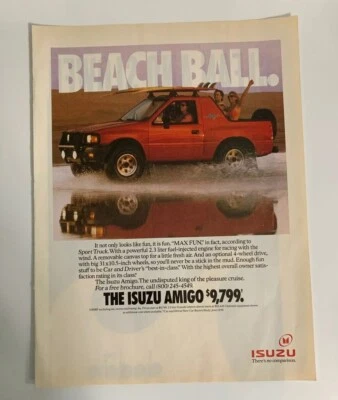 BEACH BALL.
It not only looks like fun, it is fun. "MAX FUN," in fact, according to
Sport Truck. With a powerful 2.3 liter fuel-injected engine for racing with the
wind. A removable canvas top for a little fresh air. And an optional 4-wheel drive,
with big 31x10.5-inch wheels, so you'll never be a stick in the mud. Enough fun
stuff to be Car and Driver's "best-in-class." With the highest overall owner satis-
faction rating in its class!
The Isuzu Amigo. The undisputed king of the pleasure cruise.
For a free brochure, call (800) 245-4549.
THE ISUZU AMIGO $9,799.
ISUZU
There's no comparison.